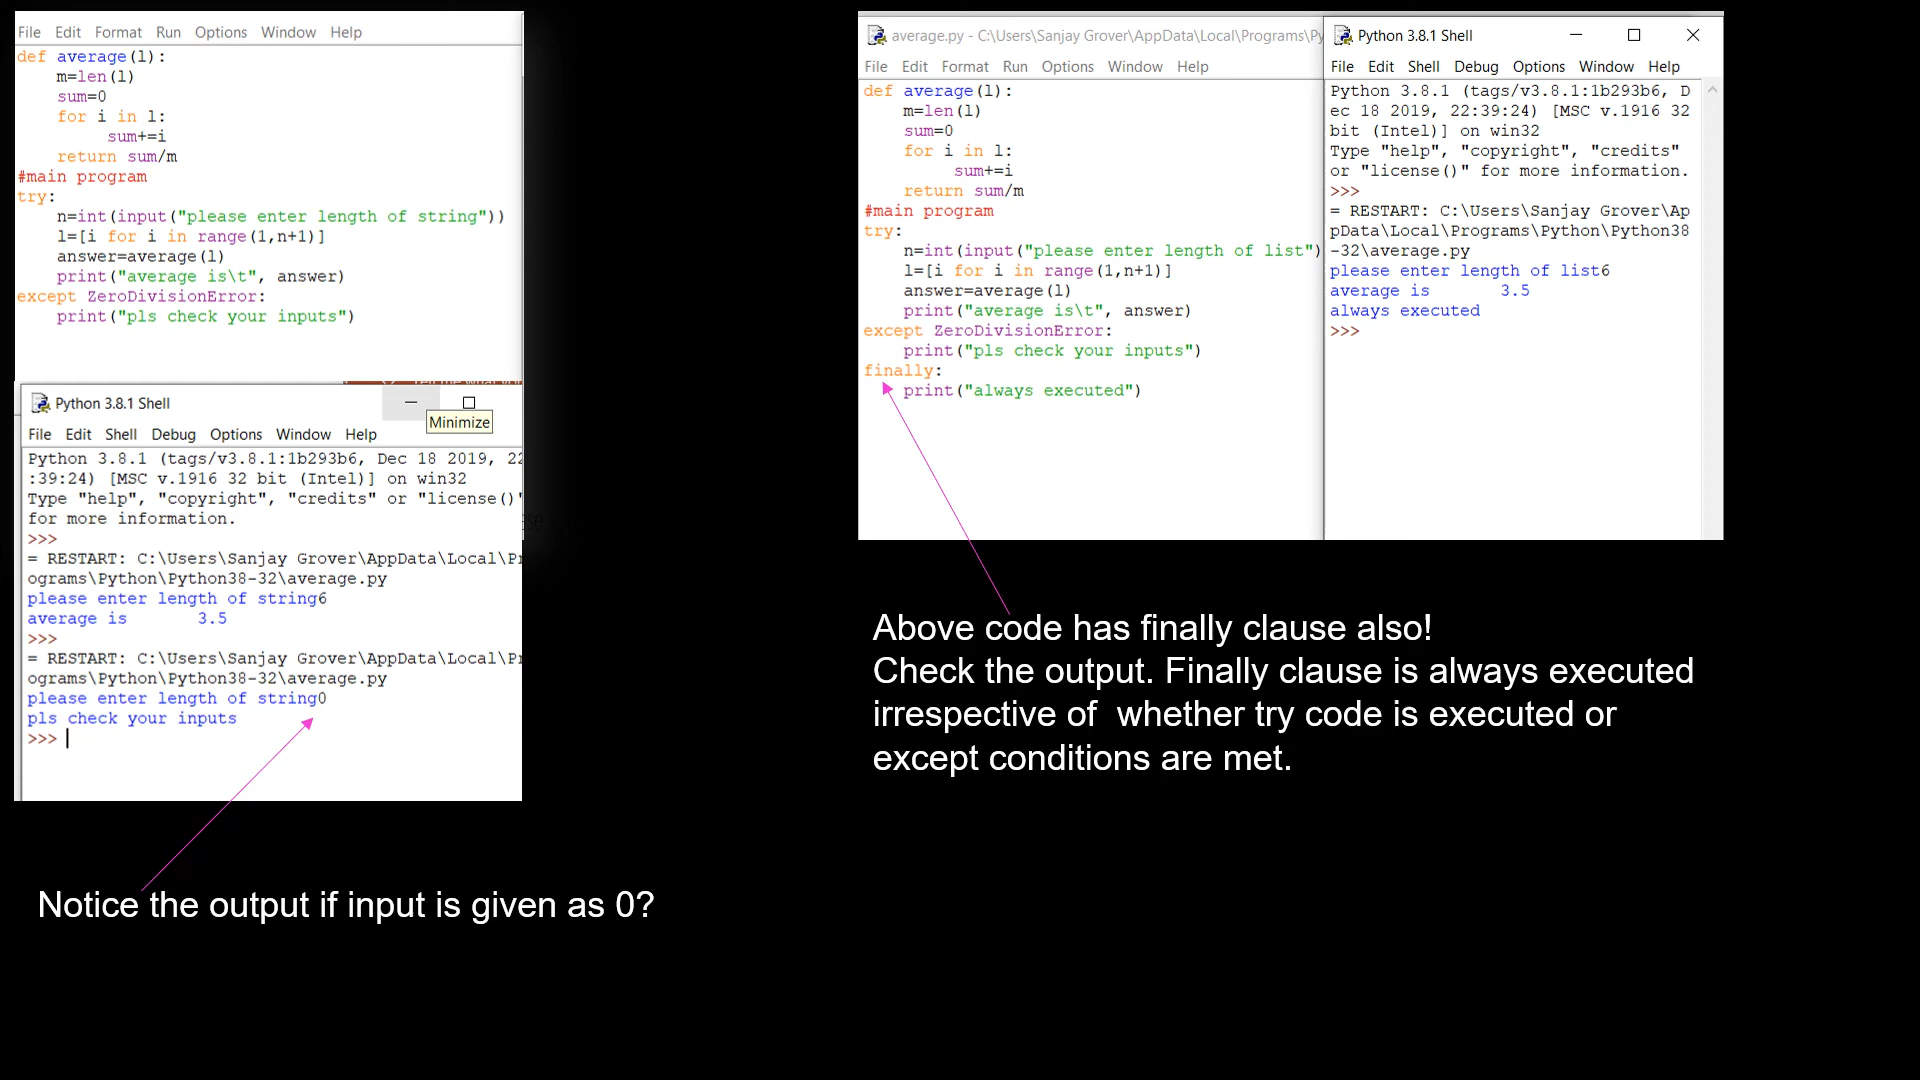 File Edit Format Run Options Window Help
def average(l):
    m=len(l)
    sum=0
    for i in l:
         sum+=i
    return sum/m
#main program
try:
    n=int(input("please enter length of string"))
    l=[i for i in range(1,n+1)]
    answer=average(l)
    print("average is\t", answer)
except ZeroDivisionError:
    print("pls check your inputs")
Python 3.8.1 Shell
Minimize
File Edit Shell Debug Options Window Help
Python 3.8.1 (tags/v3.8.1:1b293b6, Dec 18 2019, 22
:39:24) [MSC v.1916 32 bit (Intel)] on win32
Type "help", "copyright", "credits" or "license()"
for more information.
>>>
= RESTART: C:\Users\Sanjay Grover\AppData\Local\Pr
ograms\Python\Python38-32\average.py
please enter length of string6
average is       3.5
>>>
= RESTART: C:\Users\Sanjay Grover\AppData\Local\Pr
ograms\Python\Python38-32\average.py
please enter length of string0
pls check your inputs
>>>
Notice the output if input is given as 0?
average.py - C:\Users\Sanjay Grover\AppData\Local\Programs\Py
File Edit Format Run Options Window Help
def average(l):
    m=len(l)
    sum=0
    for i in l:
         sum+=i
    return sum/m
#main program
try:
    n=int(input("please enter length of list")
    l=[i for i in range(1,n+1)]
    answer=average(l)
    print("average is\t", answer)
except ZeroDivisionError:
    print("pls check your inputs")
finally:
    print("always executed")
Python 3.8.1 Shell
File Edit Shell Debug Options Window Help
Python 3.8.1 (tags/v3.8.1:1b293b6, D
ec 18 2019, 22:39:24) [MSC v.1916 32
bit (Intel)] on win32
Type "help", "copyright", "credits"
or "license()" for more information.
>>>
= RESTART: C:\Users\Sanjay Grover\Ap
pData\Local\Programs\Python\Python38
-32\average.py
please enter length of list6
average is       3.5
always executed
>>>
Above code has finally clause also!
Check the output. Finally clause is always executed
irrespective of  whether try code is executed or
except conditions are met.